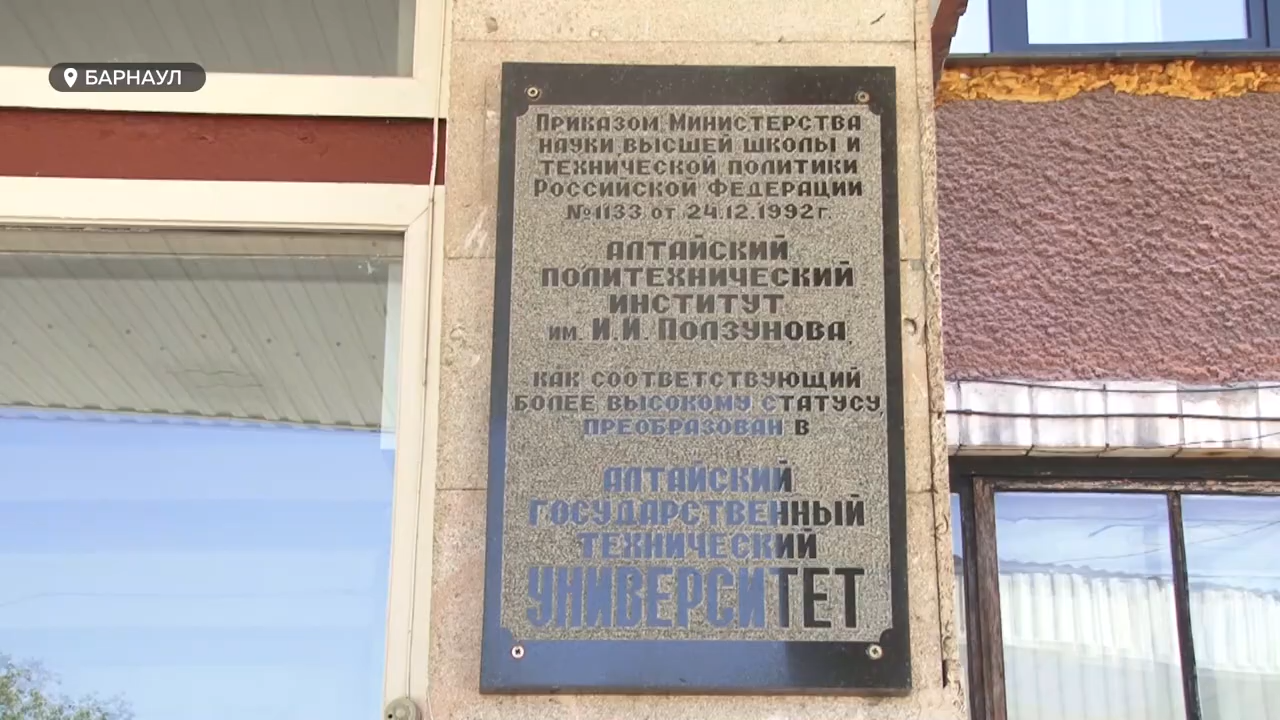 БАРНАУЛ
Приказом Министерства
науки, высшей школы и
технической политики
Российской Федерации
№1133 от 24.12.1992г.
АЛТАЙСКИЙ
ПОЛИТЕХНИЧЕСКИЙ
ИНСТИТУТ
им. И.И. Ползунова
как соответствующий
более высокому статусу
преобразован в
АЛТАЙСКИЙ
ГОСУДАРСТВЕННЫЙ
ТЕХНИЧЕСКИЙ
УНИВЕРСИТЕТ